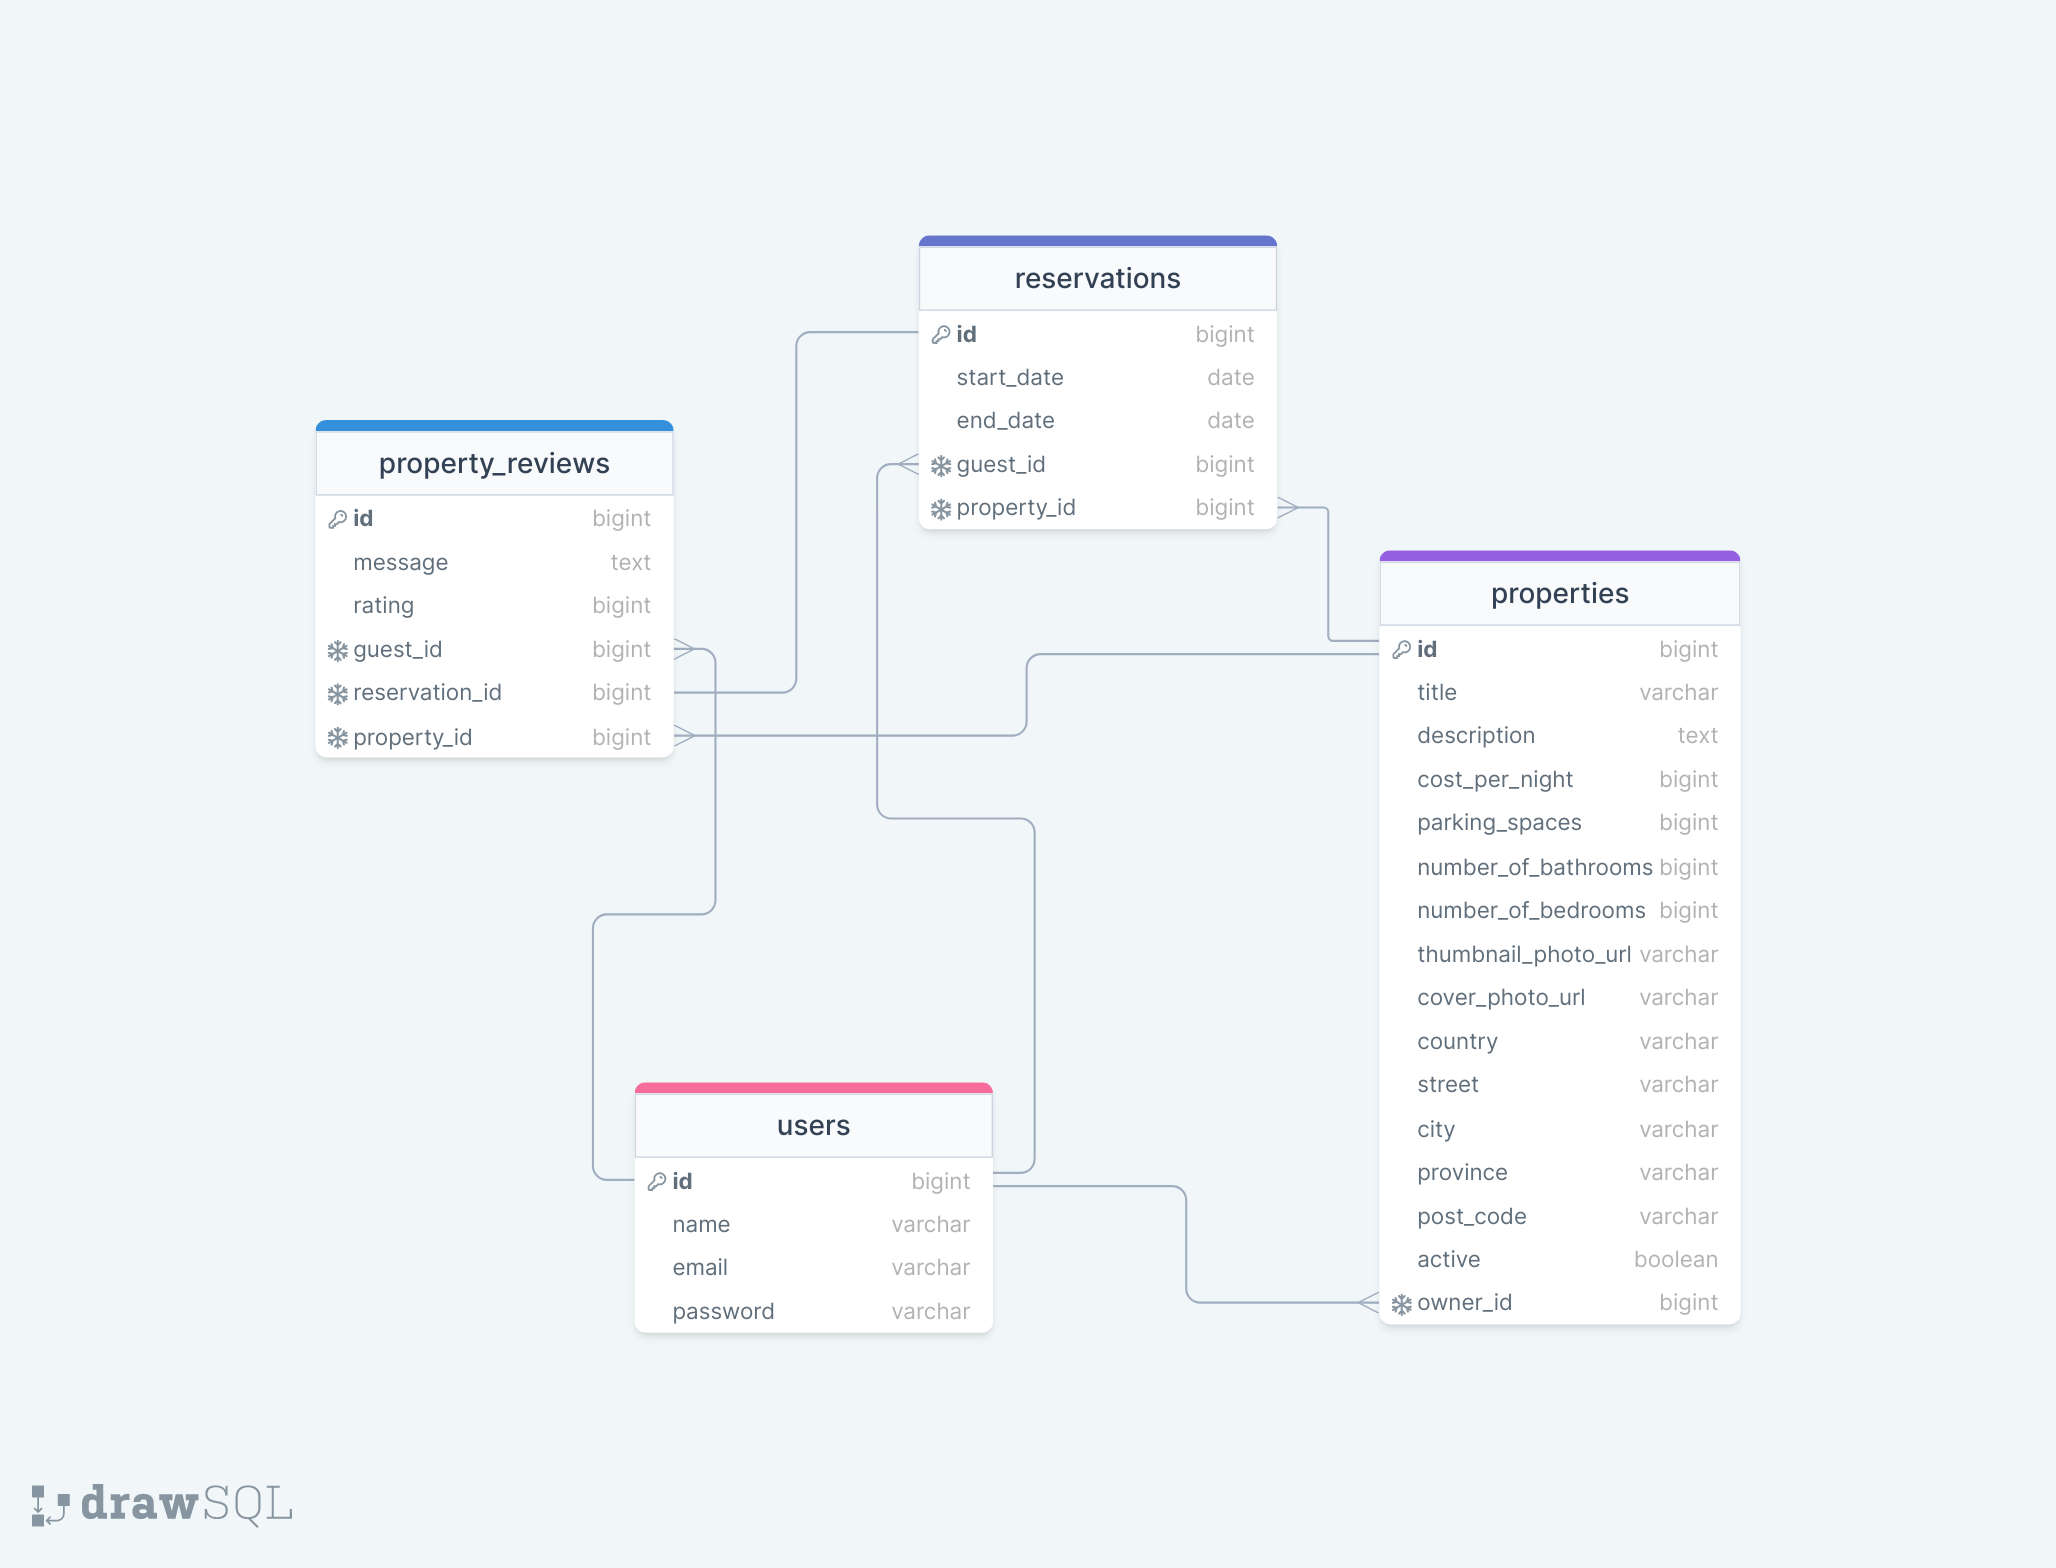 reservations
id bigint
start_date date
end_date date
guest_id bigint
property_id bigint
property_reviews
id bigint
message text
rating bigint
guest_id bigint
reservation_id bigint
property_id bigint
properties
id bigint
title varchar
description text
cost_per_night bigint
parking_spaces bigint
number_of_bathrooms bigint
number_of_bedrooms bigint
thumbnail_photo_url varchar
cover_photo_url varchar
country varchar
street varchar
city varchar
province varchar
post_code varchar
active boolean
owner_id bigint
users
id bigint
name varchar
email varchar
password varchar
drawSQL